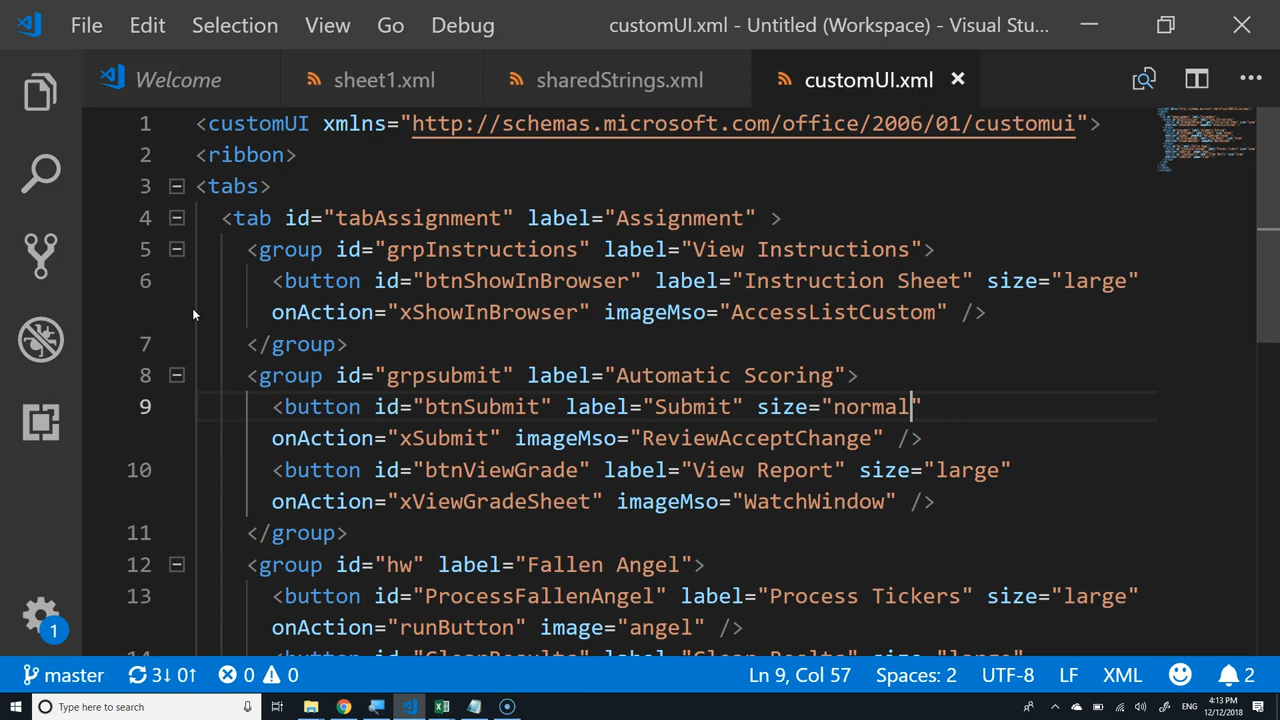 File Edit Selection View Go Debug customUI.xml - Untitled (Workspace) - Visual Stu...
Welcome sheet1.xml sharedStrings.xml customUI.xml
1 <customUI xmlns="http://schemas.microsoft.com/office/2006/01/customui">
2 <ribbon>
3 <tabs>
4 <tab id="tabAssignment" label="Assignment" >
5 <group id="grpInstructions" label="View Instructions">
6 <button id="btnShowInBrowser" label="Instruction Sheet" size="large"
onAction="xShowInBrowser" imageMso="AccessListCustom" />
7 </group>
8 <group id="grpsubmit" label="Automatic Scoring">
9 <button id="btnSubmit" label="Submit" size="normal"
onAction="xSubmit" imageMso="ReviewAcceptChange" />
10 <button id="btnViewGrade" label="View Report" size="large"
onAction="xViewGradeSheet" imageMso="WatchWindow" />
11 </group>
12 <group id="hw" label="Fallen Angel">
13 <button id="ProcessFallenAngel" label="Process Tickers" size="large"
onAction="runButton" image="angel" />
1
master 3↓ 0↑ 0 0 Ln 9, Col 57 Spaces: 2 UTF-8 LF XML 2
Type here to search ENG 4:13 PM
12/12/2018